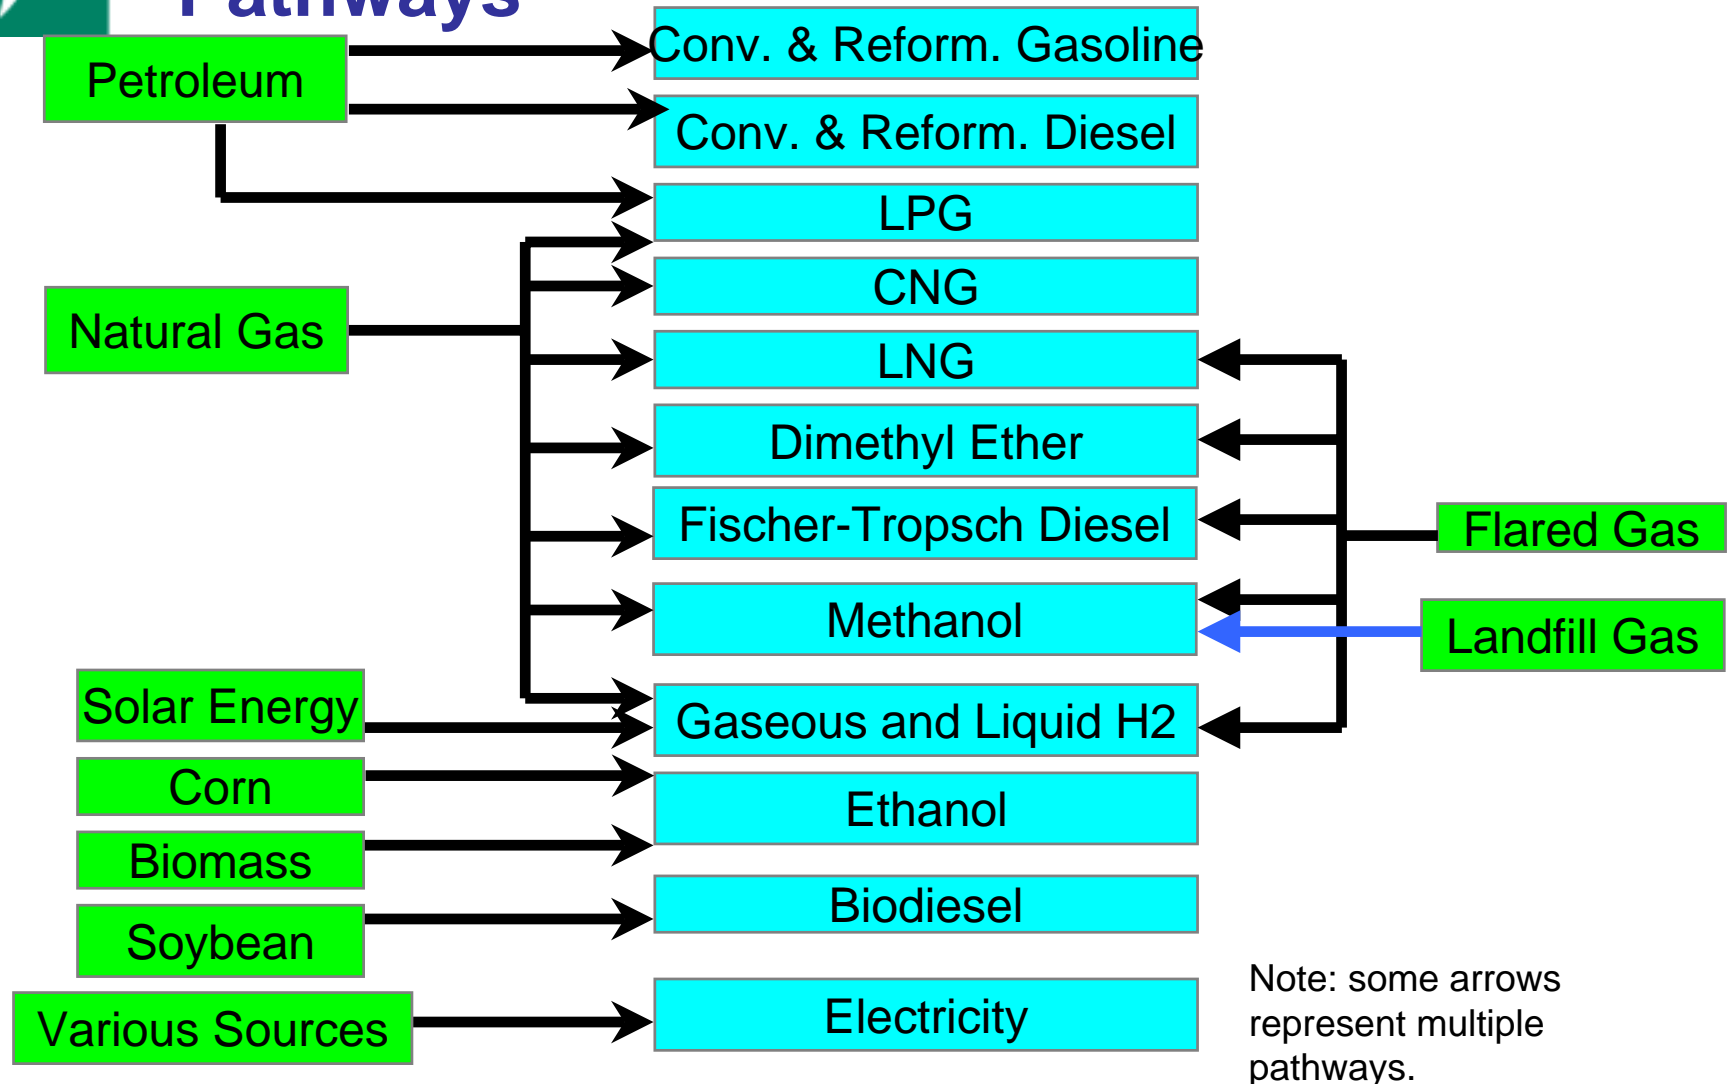 Pathways
Petroleum
Conv. & Reform. Gasoline
Conv. & Reform. Diesel
LPG
CNG
Natural Gas
LNG
Dimethyl Ether
Fischer-Tropsch Diesel
Flared Gas
Methanol
Landfill Gas
Solar Energy
Gaseous and Liquid H2
Corn
Ethanol
Biomass
Biodiesel
Soybean
Various Sources
Electricity
Note: some arrows
represent multiple
pathways.